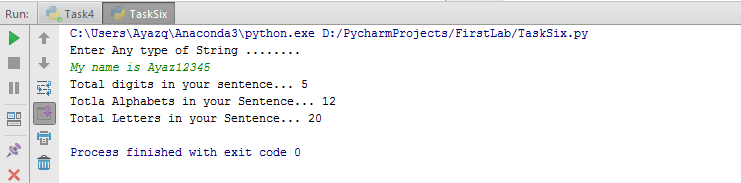 Run: Task4 TaskSix
C:\Users\Ayazq\Anaconda3\python.exe D:/PycharmProjects/FirstLab/TaskSix.py
Enter Any type of String ........
My name is Ayaz12345
Total digits in your sentence... 5
Totla Alphabets in your Sentence... 12
Total Letters in your Sentence... 20
Process finished with exit code 0